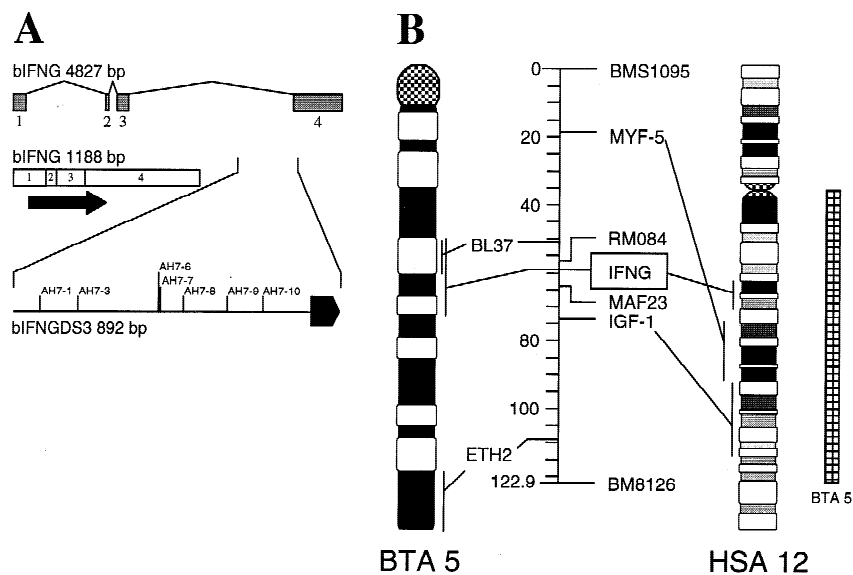 A
bIFNG 4827 bp
1 2 3 4
bIFNG 1188 bp
1 2 3 4
AH7-6
AH7-1 AH7-3 AH7-7 AH7-8 AH7-9 AH7-10
bIFNGDS3 892 bp
B
0 BMS1095
20 MYF-5
40
BL37 RM084
IFNG
MAF23
IGF-1
80
100
ETH2
122.9 BM8126
BTA 5
BTA 5 HSA 12